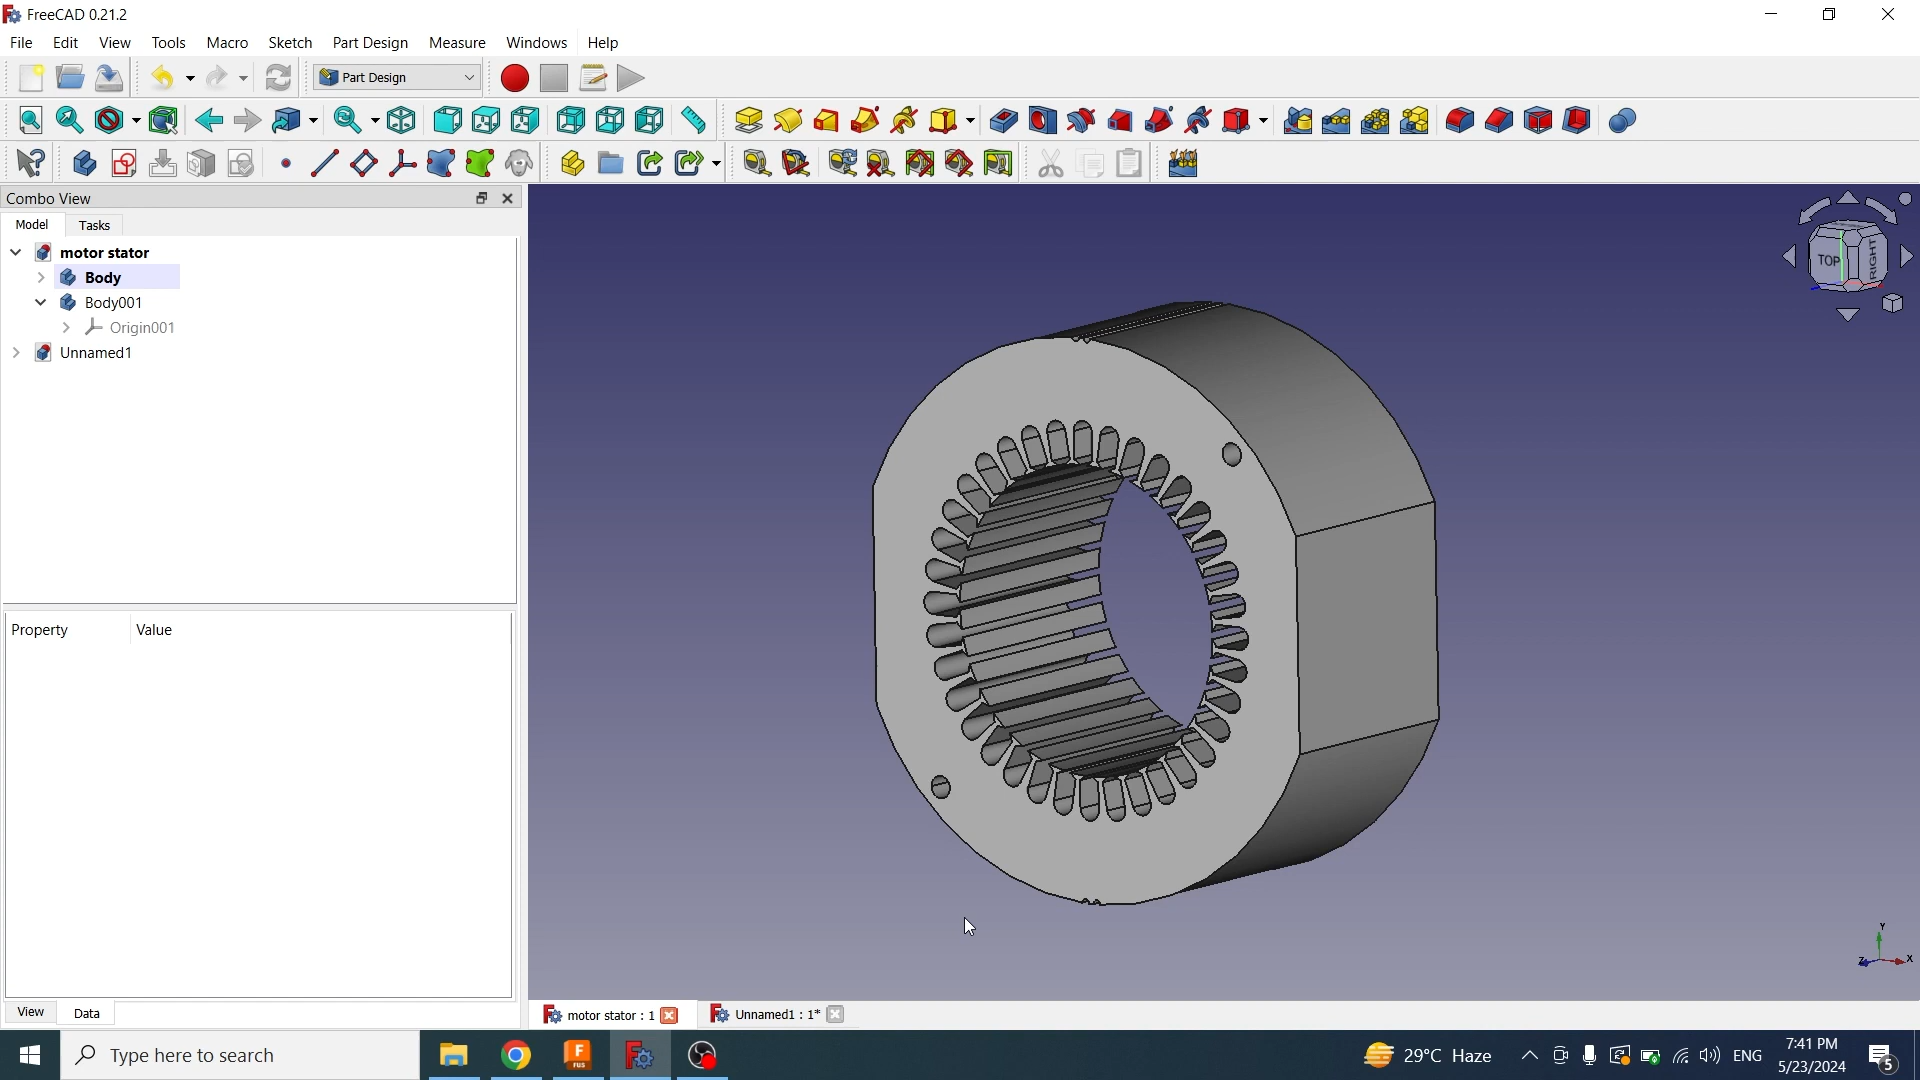 FreeCAD 0.21.2
File Edit View Tools Macro Sketch Part Design Measure Windows Help
Part Design
Combo View
Model Tasks
motor stator
Body
Body001
Origin001
Unnamed1
TOP RIGHT
Property Value
Y
Z X
View Data
motor stator : 1 Unnamed1 : 1*
Type here to search
29°C Haze
ENG
7:41 PM
5/23/2024
5